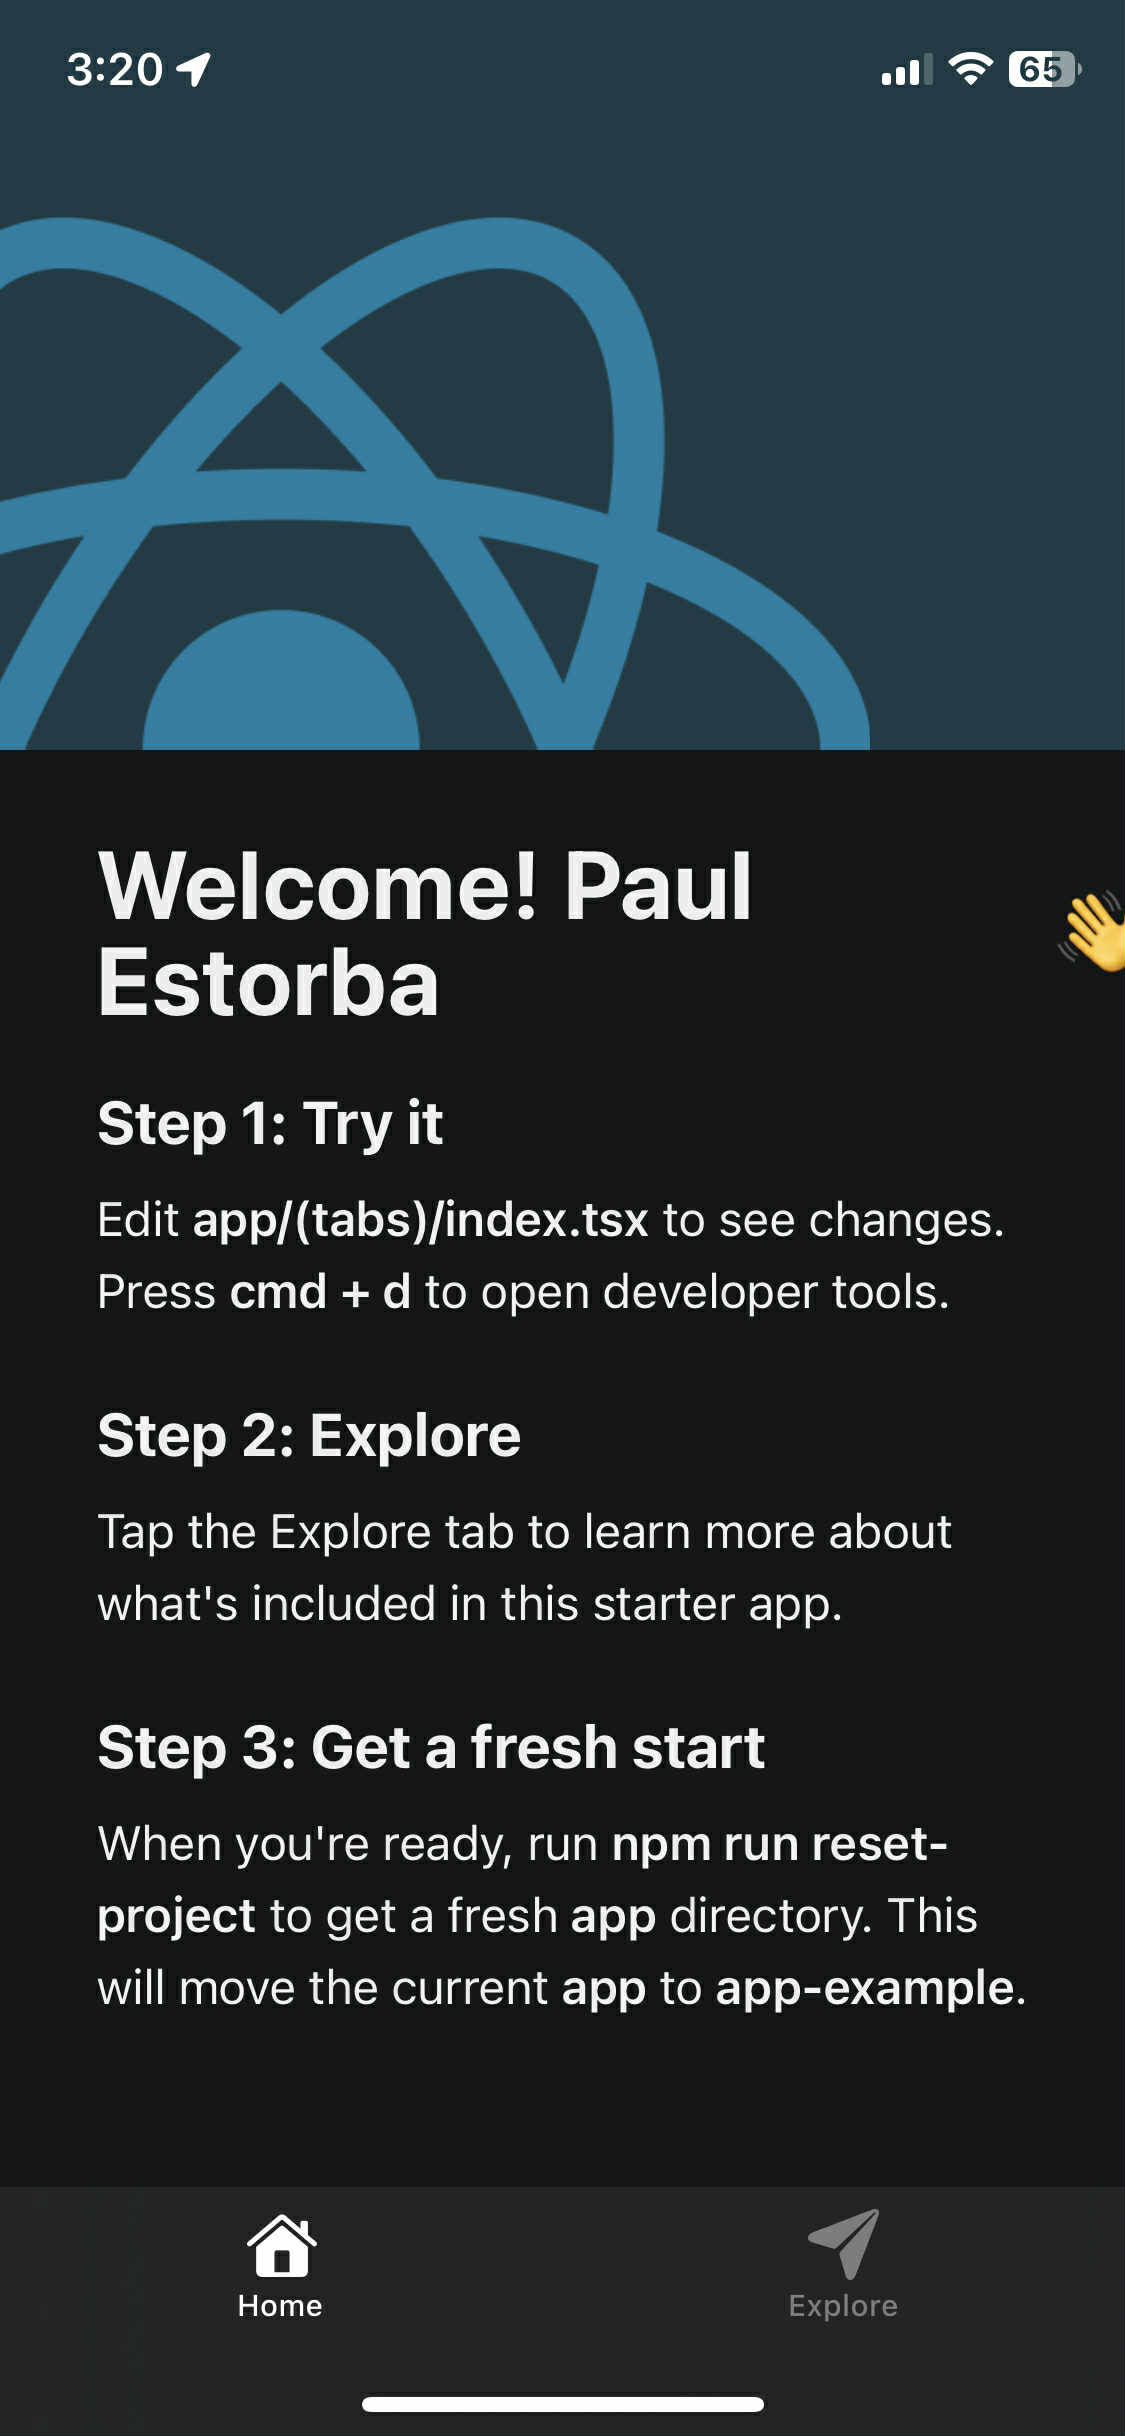 3:20
65
Welcome! Paul
Estorba
Step 1: Try it
Edit app/(tabs)/index.tsx to see changes.
Press cmd + d to open developer tools.
Step 2: Explore
Tap the Explore tab to learn more about
what's included in this starter app.
Step 3: Get a fresh start
When you're ready, run npm run reset-
project to get a fresh app directory. This
will move the current app to app-example.
Home
Explore